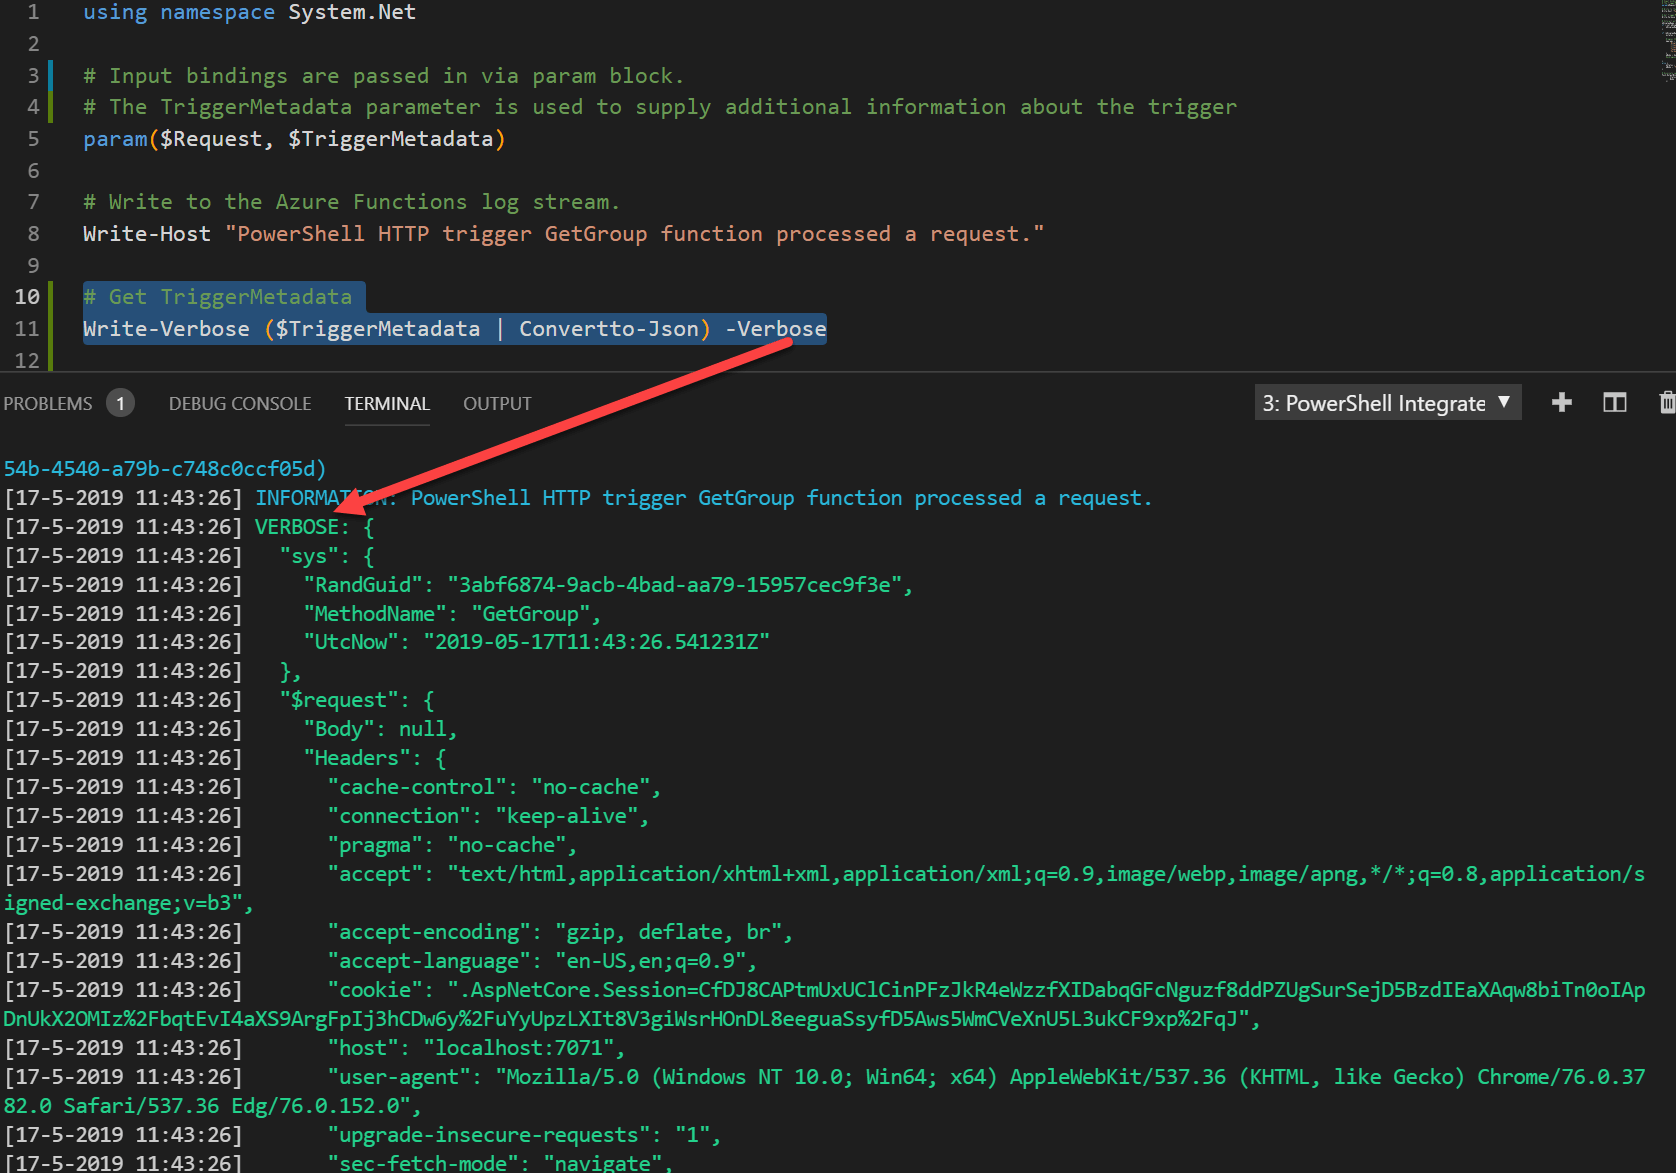 1 using namespace System.Net
2
3 # Input bindings are passed in via param block.
4 # The TriggerMetadata parameter is used to supply additional information about the trigger
5 param($Request, $TriggerMetadata)
6
7 # Write to the Azure Functions log stream.
8 Write-Host "PowerShell HTTP trigger GetGroup function processed a request."
9
10 # Get TriggerMetadata
11 Write-Verbose ($TriggerMetadata | Convertto-Json) -Verbose
12
PROBLEMS 1 DEBUG CONSOLE TERMINAL OUTPUT 3: PowerShell Integrate
54b-4540-a79b-c748c0ccf05d)
[17-5-2019 11:43:26] INFORMATION: PowerShell HTTP trigger GetGroup function processed a request.
[17-5-2019 11:43:26] VERBOSE: {
[17-5-2019 11:43:26]   "sys": {
[17-5-2019 11:43:26]     "RandGuid": "3abf6874-9acb-4bad-aa79-15957cec9f3e",
[17-5-2019 11:43:26]     "MethodName": "GetGroup",
[17-5-2019 11:43:26]     "UtcNow": "2019-05-17T11:43:26.541231Z"
[17-5-2019 11:43:26]   },
[17-5-2019 11:43:26]   "$request": {
[17-5-2019 11:43:26]     "Body": null,
[17-5-2019 11:43:26]     "Headers": {
[17-5-2019 11:43:26]       "cache-control": "no-cache",
[17-5-2019 11:43:26]       "connection": "keep-alive",
[17-5-2019 11:43:26]       "pragma": "no-cache",
[17-5-2019 11:43:26]       "accept": "text/html,application/xhtml+xml,application/xml;q=0.9,image/webp,image/apng,*/*;q=0.8,application/s
igned-exchange;v=b3",
[17-5-2019 11:43:26]       "accept-encoding": "gzip, deflate, br",
[17-5-2019 11:43:26]       "accept-language": "en-US,en;q=0.9",
[17-5-2019 11:43:26]       "cookie": ".AspNetCore.Session=CfDJ8CAPtmUxUClCinPFzJkR4eWzzfXIDabqGFcNguzf8ddPZUgSurSejD5BzdIEaXAqw8biTn0oIAp
DnUkX2OMIz%2FbqtEvI4aXS9ArgFpIj3hCDw6y%2FuYyUpzLXIt8V3giWsrHOnDL8eeguaSsyfD5Aws5WmCVeXnU5L3ukCF9xp%2FqJ",
[17-5-2019 11:43:26]       "host": "localhost:7071",
[17-5-2019 11:43:26]       "user-agent": "Mozilla/5.0 (Windows NT 10.0; Win64; x64) AppleWebKit/537.36 (KHTML, like Gecko) Chrome/76.0.37
82.0 Safari/537.36 Edg/76.0.152.0",
[17-5-2019 11:43:26]       "upgrade-insecure-requests": "1",
[17-5-2019 11:43:26]       "sec-fetch-mode": "navigate",